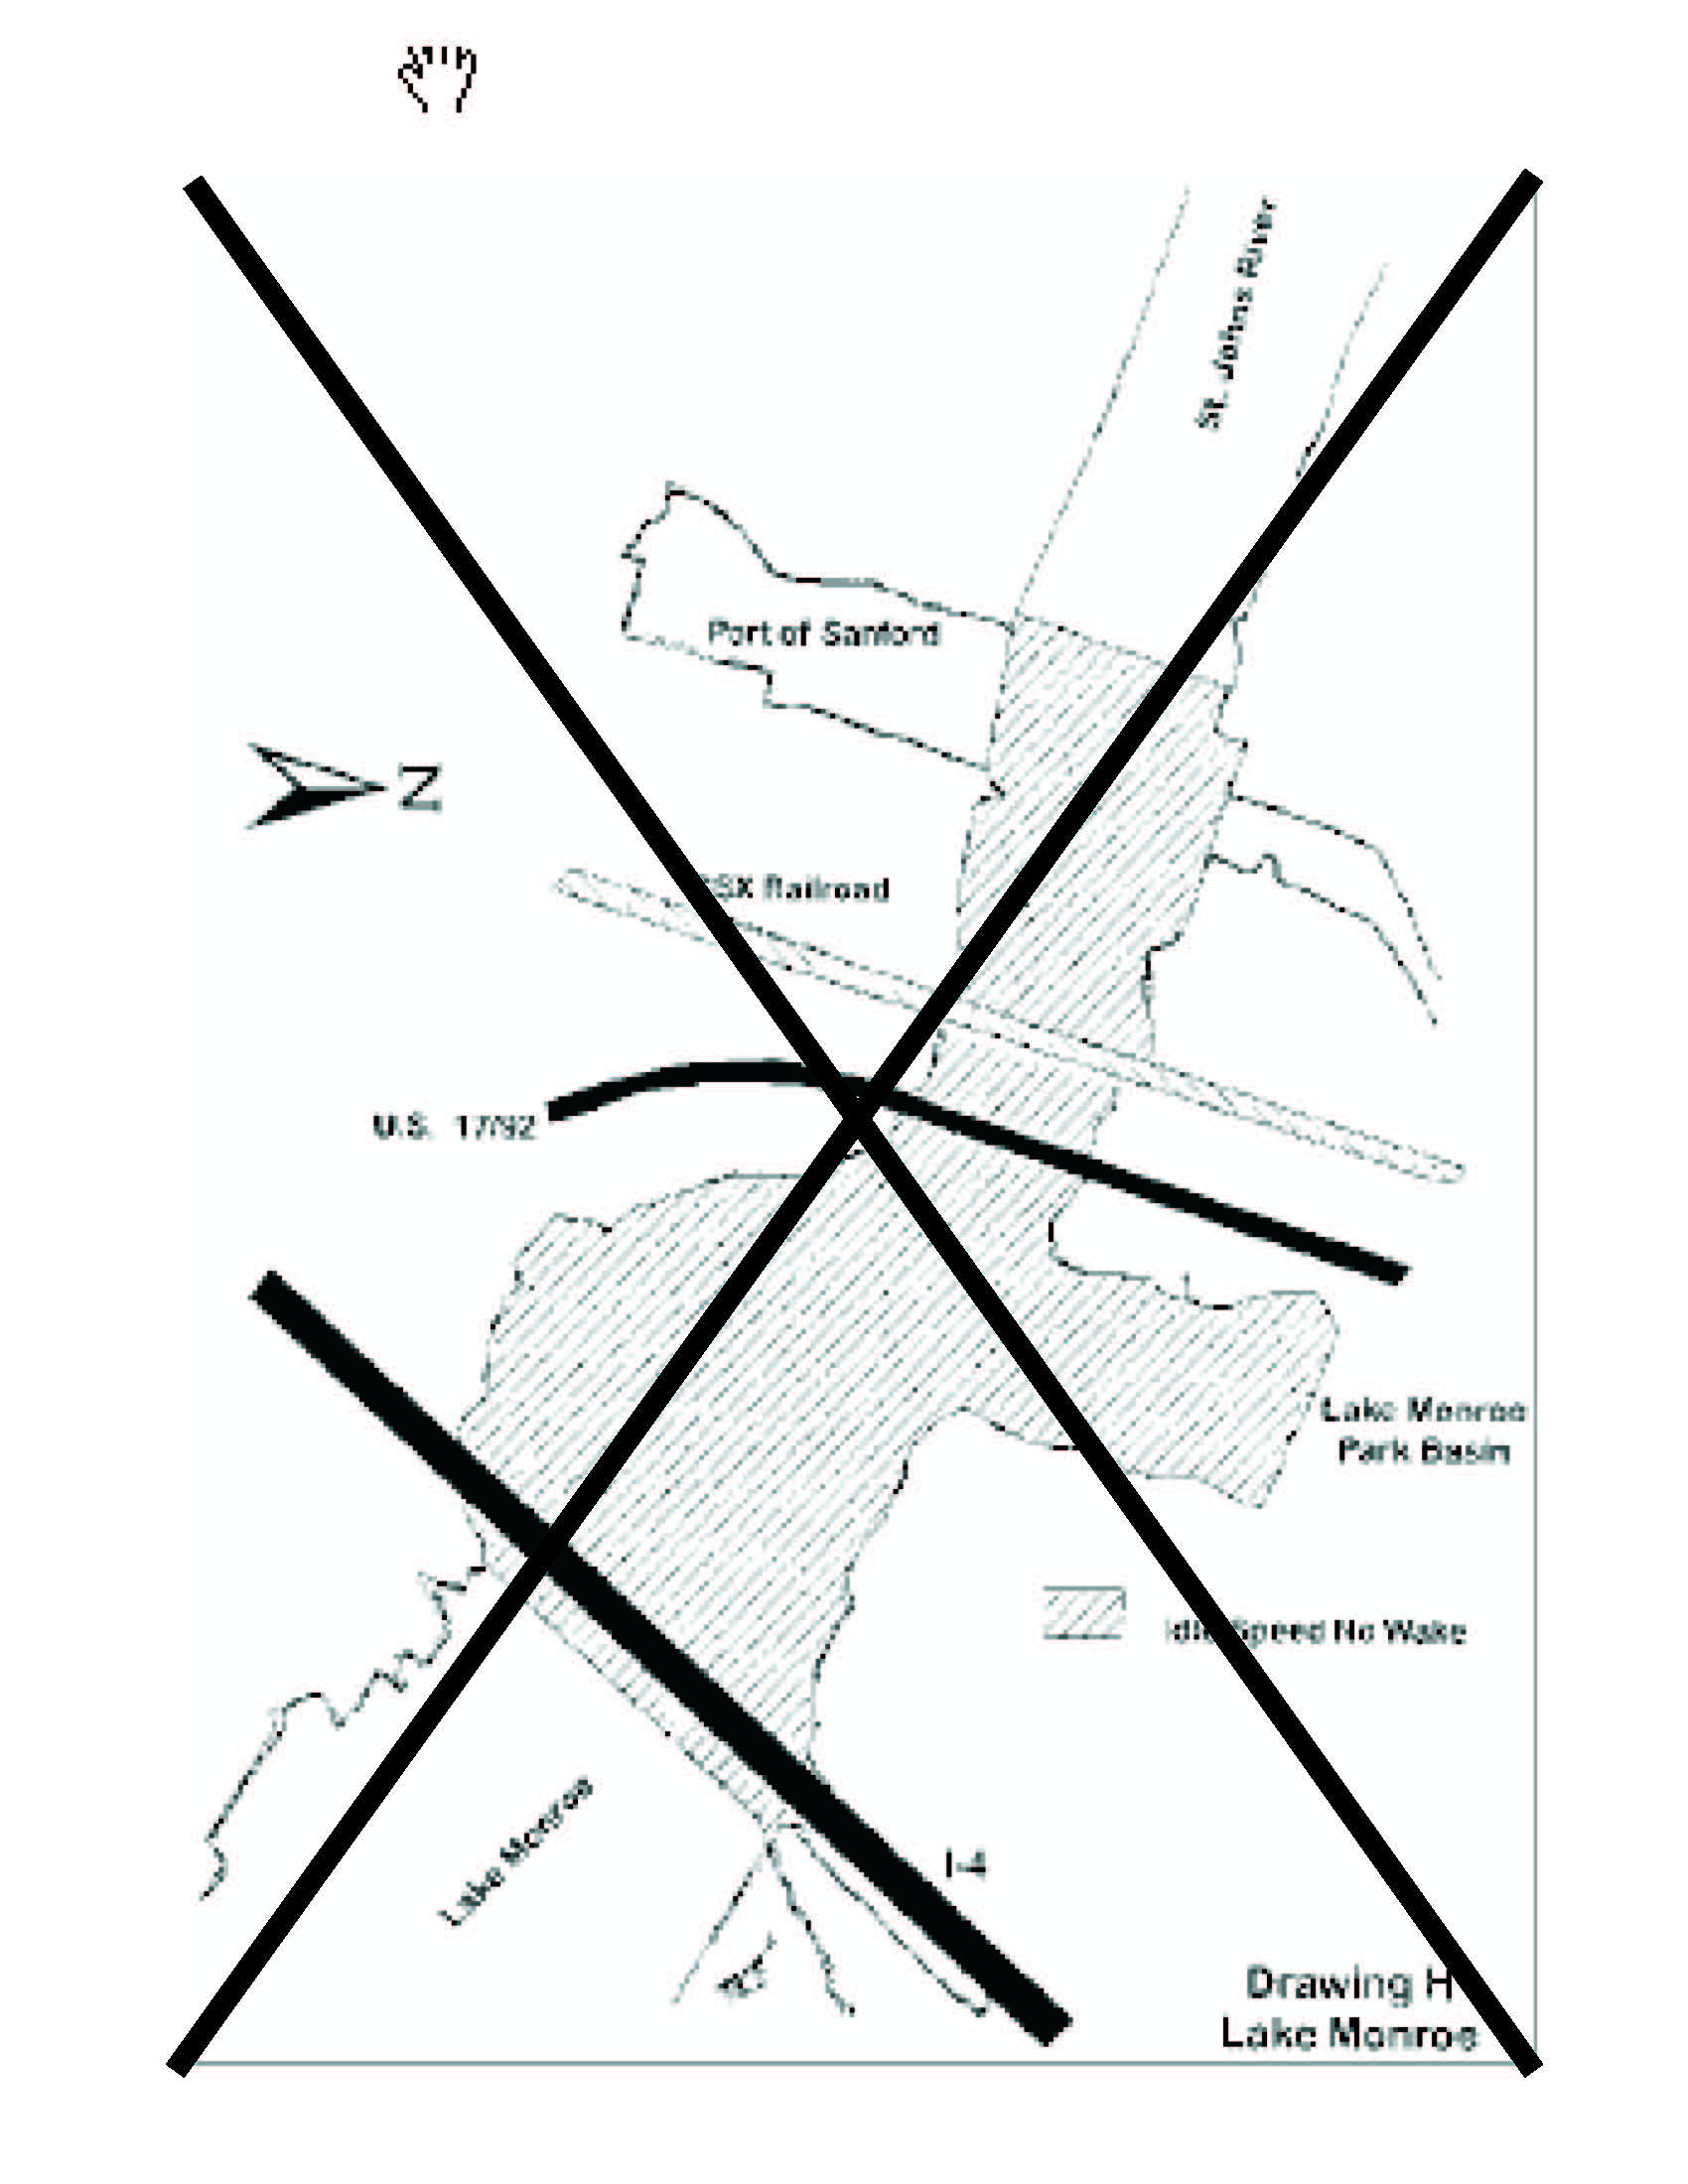 St. Johns River
Port of Sanford
N
SX Railroad
U.S. 17/92
Lake Monroe
Park Basin
Idle Speed No Wake
Lake Monroe
I-4
Drawing H
Lake Monroe